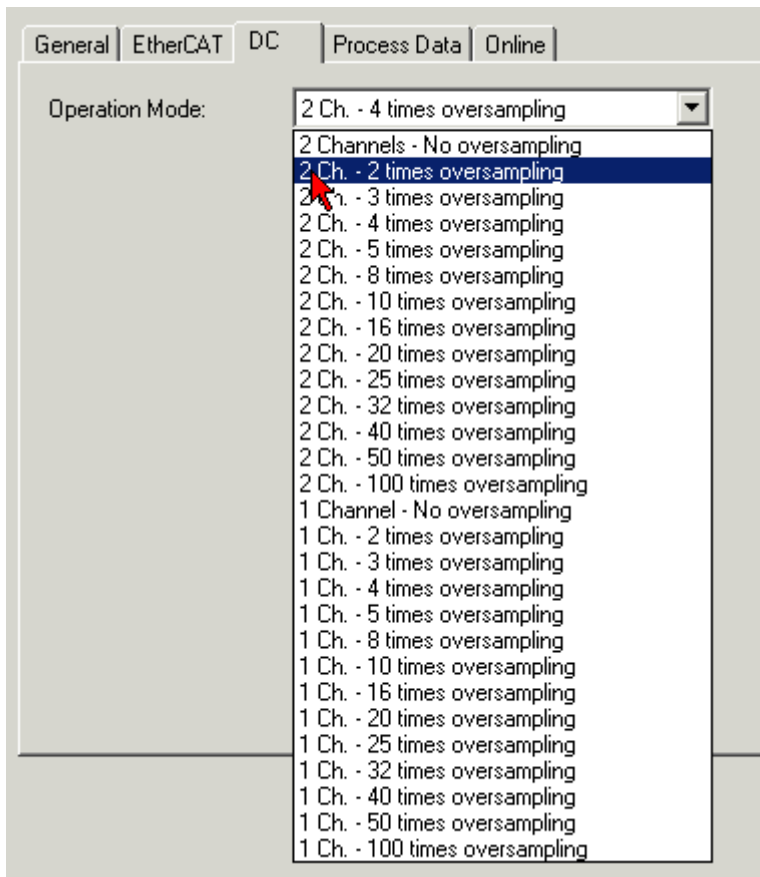 General EtherCAT DC Process Data Online
Operation Mode: 2 Ch. - 4 times oversampling
2 Channels - No oversampling
2 Ch. - 2 times oversampling
2 Ch. - 3 times oversampling
2 Ch. - 4 times oversampling
2 Ch. - 5 times oversampling
2 Ch. - 8 times oversampling
2 Ch. - 10 times oversampling
2 Ch. - 16 times oversampling
2 Ch. - 20 times oversampling
2 Ch. - 25 times oversampling
2 Ch. - 32 times oversampling
2 Ch. - 40 times oversampling
2 Ch. - 50 times oversampling
2 Ch. - 100 times oversampling
1 Channel - No oversampling
1 Ch. - 2 times oversampling
1 Ch. - 3 times oversampling
1 Ch. - 4 times oversampling
1 Ch. - 5 times oversampling
1 Ch. - 8 times oversampling
1 Ch. - 10 times oversampling
1 Ch. - 16 times oversampling
1 Ch. - 20 times oversampling
1 Ch. - 25 times oversampling
1 Ch. - 32 times oversampling
1 Ch. - 40 times oversampling
1 Ch. - 50 times oversampling
1 Ch. - 100 times oversampling